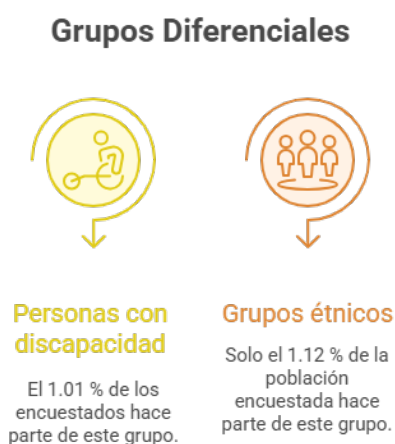 Grupos Diferenciales
Personas con
discapacidad
El 1.01 % de los
encuestados hace
parte de este grupo.
Grupos étnicos
Solo el 1.12 % de la
población
encuestada hace
parte de este grupo.